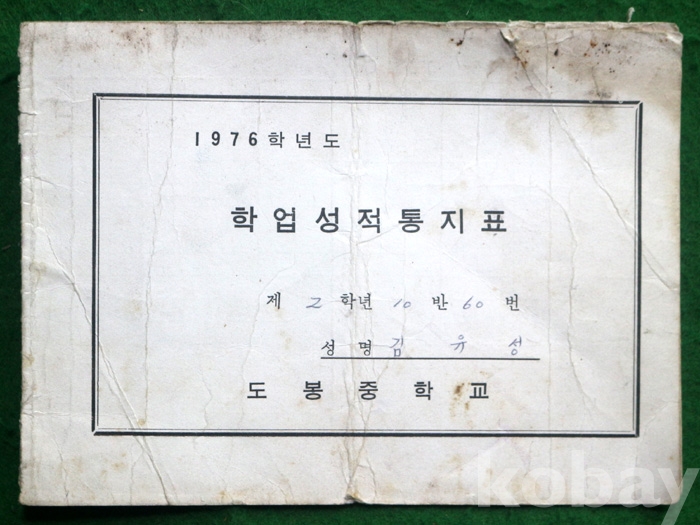 1976학년도
학업성적통지표
제 2 학년 10 반 60 번
성명 김 유 성
도봉중학교
kobay